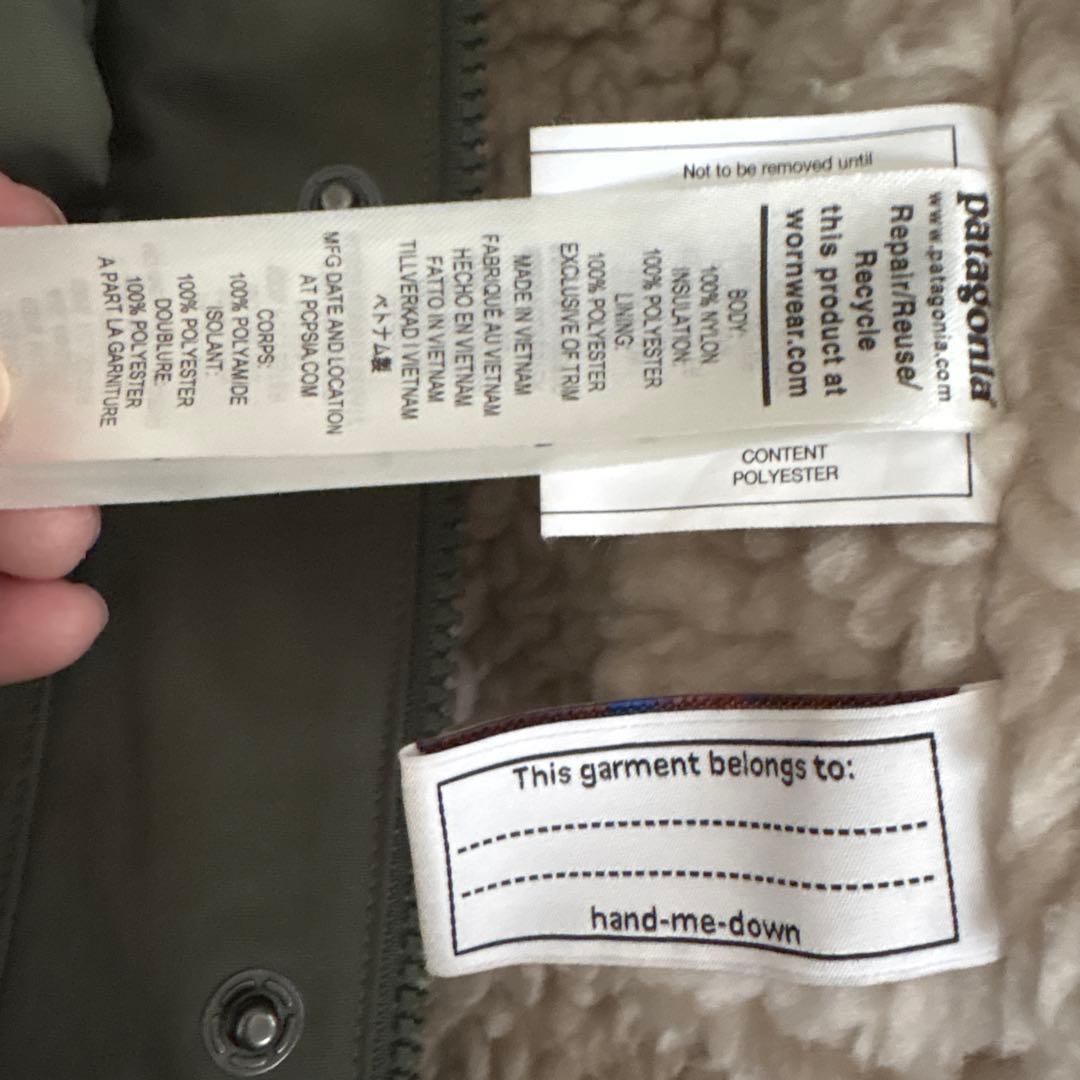 Not to be removed until
patagonia®
www.patagonia.com
Repair/Reuse/
Recycle
this product at
wornwear.com
BODY:
100% NYLON
INSULATION:
100% POLYESTER
LINING:
100% POLYESTER
EXCLUSIVE OF TRIM
MADE IN VIETNAM
FABRIQUÉ AU VIETNAM
HECHO EN VIETNAM
FATTO IN VIETNAM
TILLVERKAD I VIETNAM
ベトナム製
MFG DATE AND LOCATION
AT PCPSIA.COM
CORPS:
100% POLYAMIDE
ISOLANT:
100% POLYESTER
DOUBLURE:
100% POLYESTER
A PART LA GARNITURE
CONTENT
POLYESTER
This garment belongs to:
hand-me-down